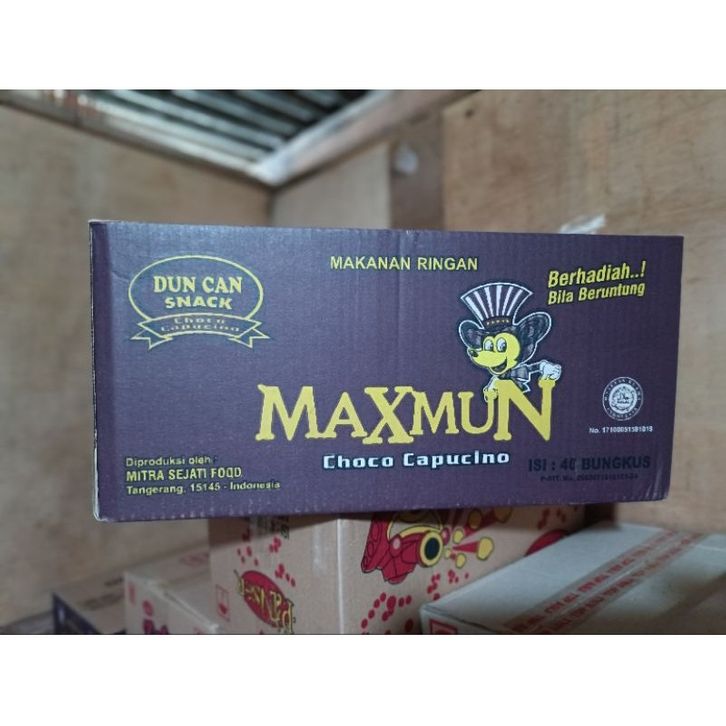 DUN CAN
SNACK
Choco
Capucino
MAKANAN RINGAN
Berhadiah..!
Bila Beruntung
MAXMUN
Choco Capucino
Diproduksi oleh :
MITRA SEJATI FOOD
Tangerang, 15145 - Indonesia
ISI : 40 BUNGKUS